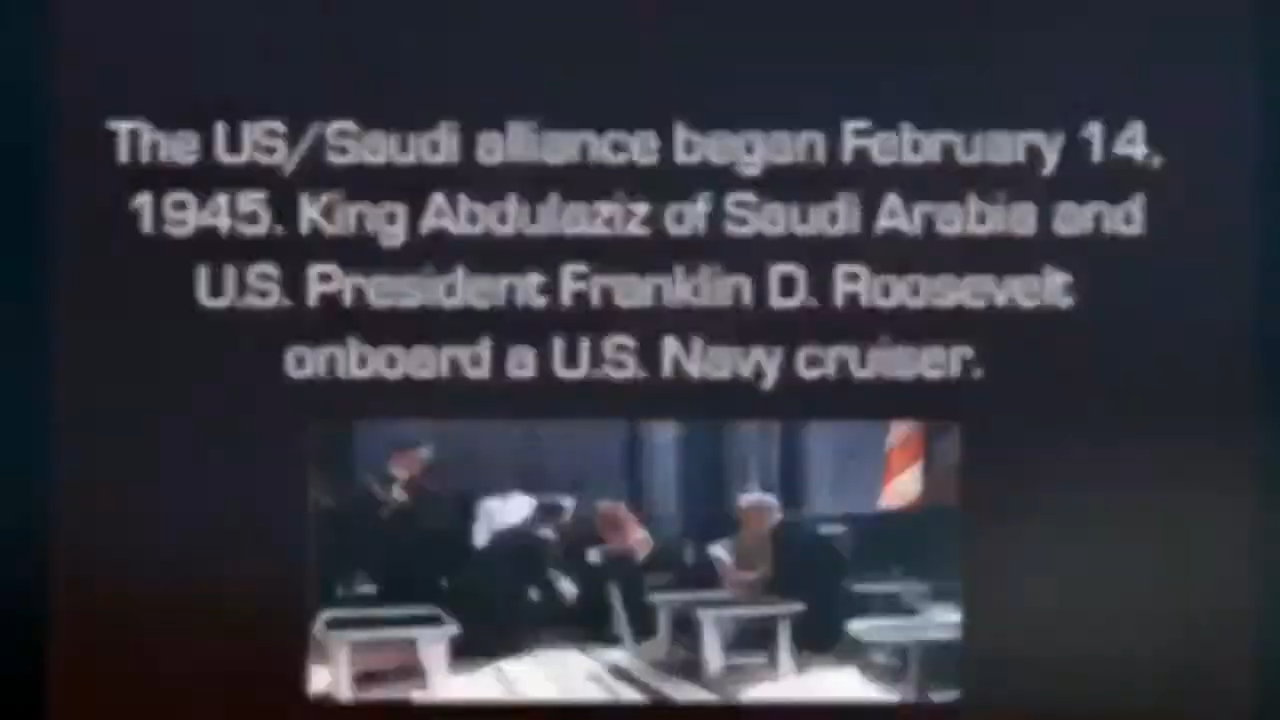 The US/Saudi alliance began February 14,
1945. King Abdulaziz of Saudi Arabia and
U.S. President Franklin D. Roosevelt
onboard a U.S. Navy cruiser.